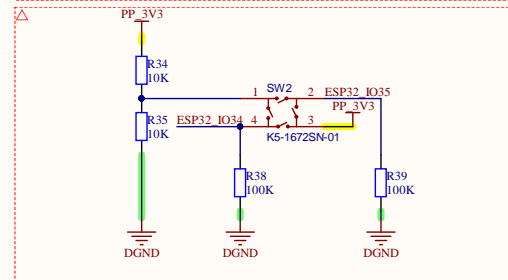 PP_3V3
R34
10K
SW2
1
2
ESP32_IO35
PP_3V3
R35
10K
ESP32_IO34
4
3
K5-1672SN-01
R38
100K
R39
100K
DGND
DGND
DGND